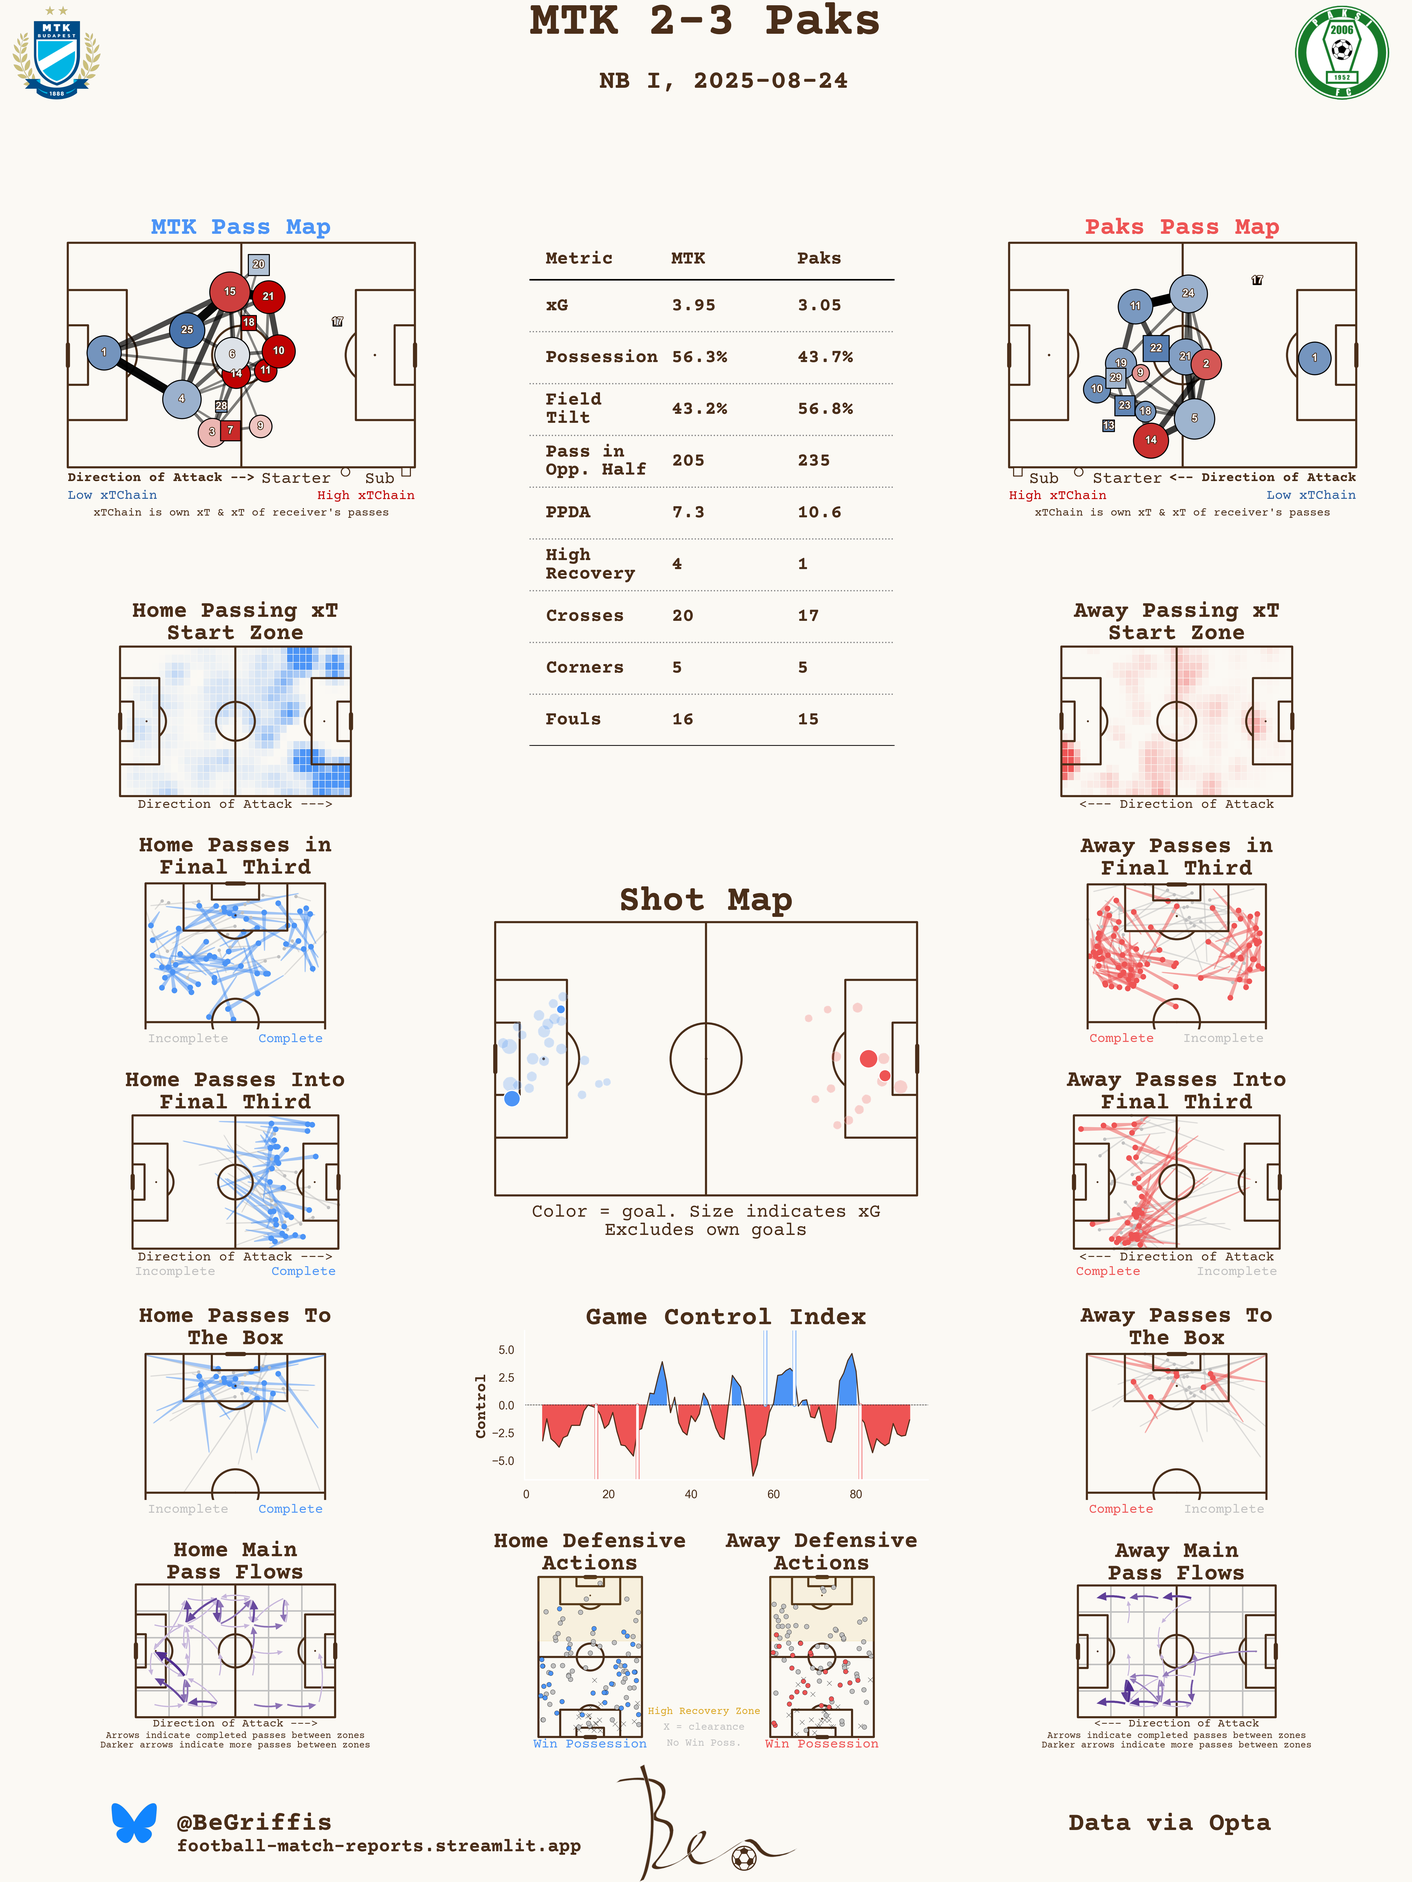 MTK 2-3 Paks
NB I, 2025-08-24
MTK
BUDAPEST
1888
PAKSI
2006
1952
FC
MTK Pass Map
20
15
21
18
17
25
1
6
10
14
11
4
28
3
7
9
Direction of Attack --> Starter Sub
Low xTChain High xTChain
xTChain is own xT & xT of receiver's passes
Metric MTK Paks
xG 3.95 3.05
Possession 56.3% 43.7%
Field
Tilt 43.2% 56.8%
Pass in
Opp. Half 205 235
PPDA 7.3 10.6
High
Recovery 4 1
Crosses 20 17
Corners 5 5
Fouls 16 15
Paks Pass Map
17
24
11
22
21
1
19
2
9
29
10
23
18
5
13
14
Sub Starter <-- Direction of Attack
High xTChain Low xTChain
xTChain is own xT & xT of receiver's passes
Home Passing xT
Start Zone
Direction of Attack --->
Away Passing xT
Start Zone
<--- Direction of Attack
Home Passes in
Final Third
Incomplete Complete
Away Passes in
Final Third
Complete Incomplete
Shot Map
Color = goal. Size indicates xG
Excludes own goals
Home Passes Into
Final Third
Direction of Attack --->
Incomplete Complete
Away Passes Into
Final Third
<--- Direction of Attack
Complete Incomplete
Home Passes To
The Box
Incomplete Complete
Game Control Index
Control
5.0
2.5
0.0
−2.5
−5.0
0 20 40 60 80
Away Passes To
The Box
Complete Incomplete
Home Main
Pass Flows
Direction of Attack --->
Arrows indicate completed passes between zones
Darker arrows indicate more passes between zones
Home Defensive
Actions
Win Possession
High Recovery Zone
X = clearance
No Win Poss.
Away Defensive
Actions
Win Possession
Away Main
Pass Flows
<--- Direction of Attack
Arrows indicate completed passes between zones
Darker arrows indicate more passes between zones
@BeGriffis
football-match-reports.streamlit.app
Ben
Data via Opta